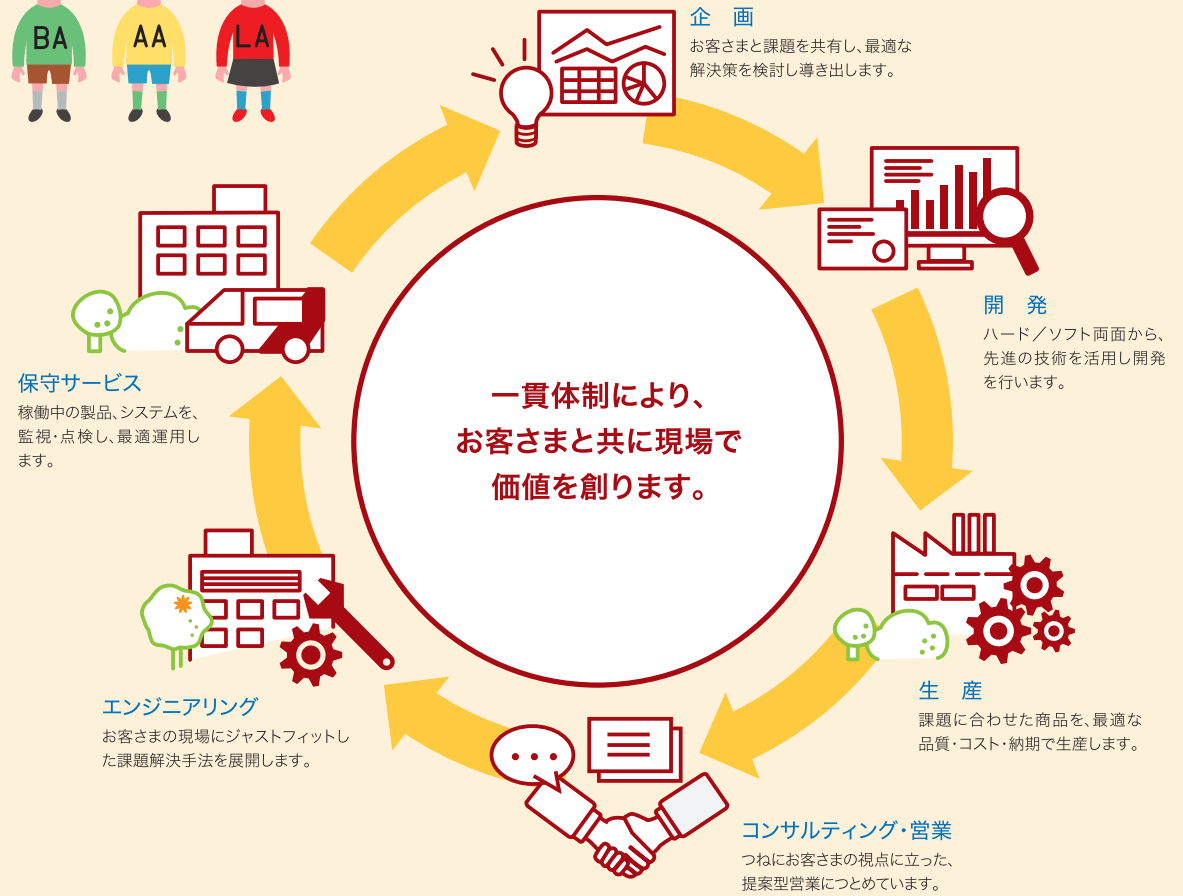 BA
AA
LA
企　画
お客さまと課題を共有し、最適な
解決策を検討し導き出します。
開　発
ハード／ソフト両面から、
先進の技術を活用し開発
を行います。
生　産
課題に合わせた商品を、最適な
品質・コスト・納期で生産します。
コンサルティング・営業
つねにお客さまの視点に立った、
提案型営業につとめています。
エンジニアリング
お客さまの現場にジャストフィットし
た課題解決手法を展開します。
保守サービス
稼働中の製品、システムを、
監視・点検し、最適運用し
ます。
一貫体制により、
お客さまと共に現場で
価値を創ります。